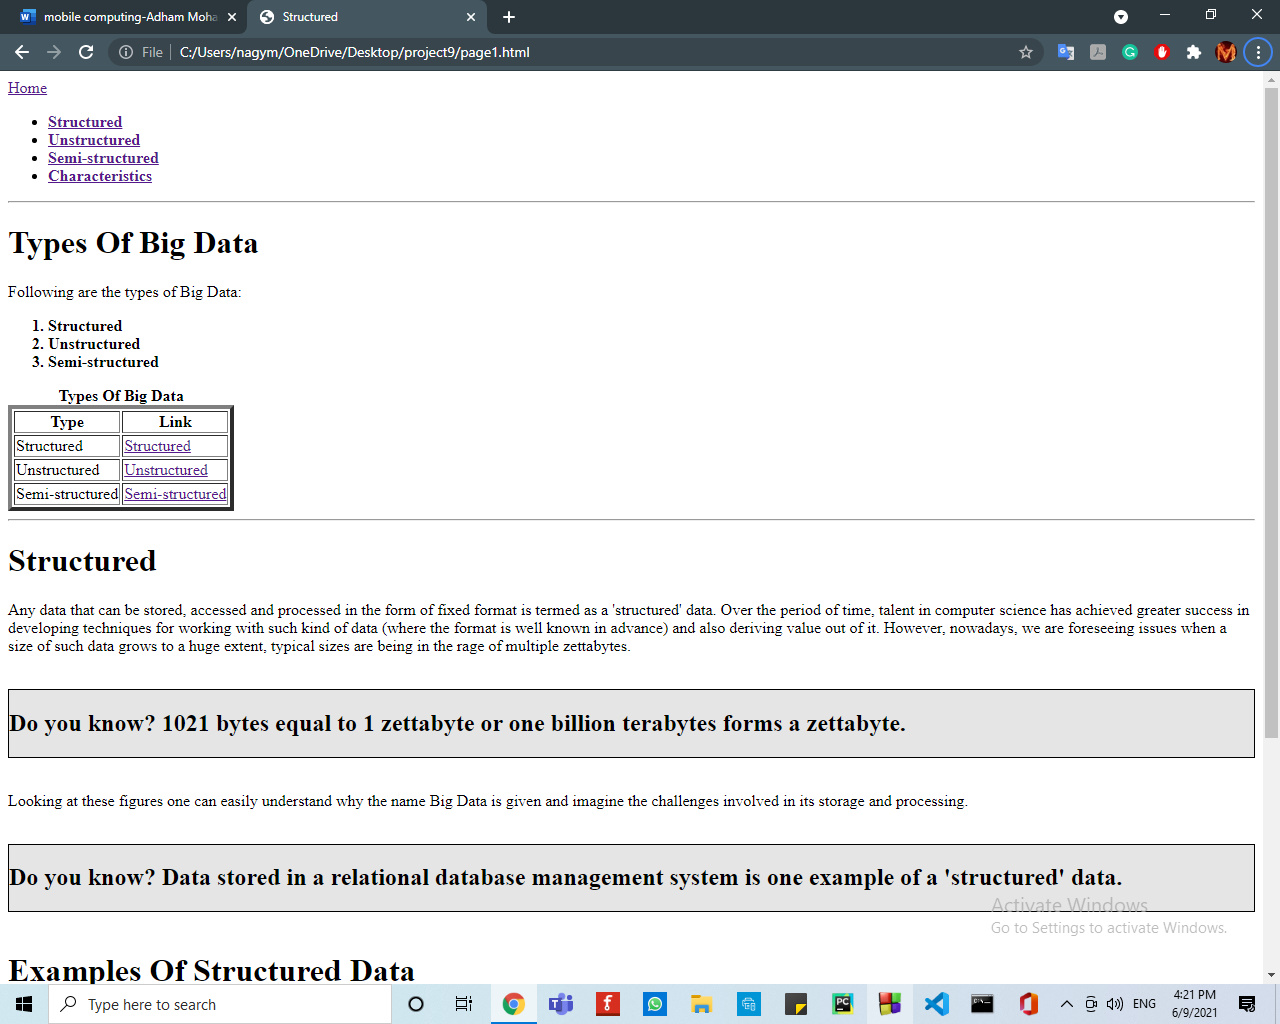 mobile computing-Adham Moha
Structured
File
C:/Users/nagym/OneDrive/Desktop/project9/page1.html
Home
Structured
Unstructured
Semi-structured
Characteristics
Types Of Big Data
Following are the types of Big Data:
1. Structured
2. Unstructured
3. Semi-structured
Types Of Big Data
Type Link
Structured Structured
Unstructured Unstructured
Semi-structured Semi-structured
Structured
Any data that can be stored, accessed and processed in the form of fixed format is termed as a 'structured' data. Over the period of time, talent in computer science has achieved greater success in
developing techniques for working with such kind of data (where the format is well known in advance) and also deriving value out of it. However, nowadays, we are foreseeing issues when a
size of such data grows to a huge extent, typical sizes are being in the rage of multiple zettabytes.
Do you know? 1021 bytes equal to 1 zettabyte or one billion terabytes forms a zettabyte.
Looking at these figures one can easily understand why the name Big Data is given and imagine the challenges involved in its storage and processing.
Do you know? Data stored in a relational database management system is one example of a 'structured' data.
Activate Windows
Go to Settings to activate Windows.
Examples Of Structured Data
Type here to search
ENG
4:21 PM
6/9/2021